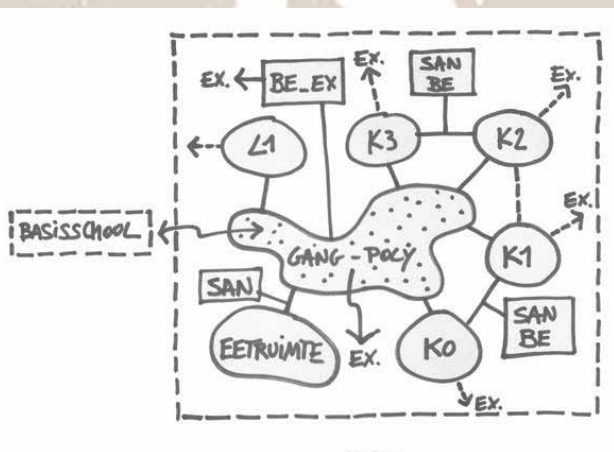 EX.
BE_EX
EX.
SAN
BE
EX.
L1
K3
K2
BASISSCHOOL
GANG - POLY
EX.
K1
SAN
EETRUIMTE
EX.
K0
SAN
BE
EX.